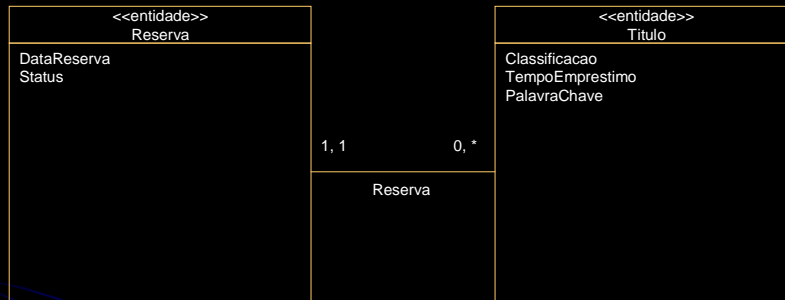 <<entidade>>
Reserva
DataReserva
Status
1, 1
0, *
Reserva
<<entidade>>
Titulo
Classificacao
TempoEmprestimo
PalavraChave